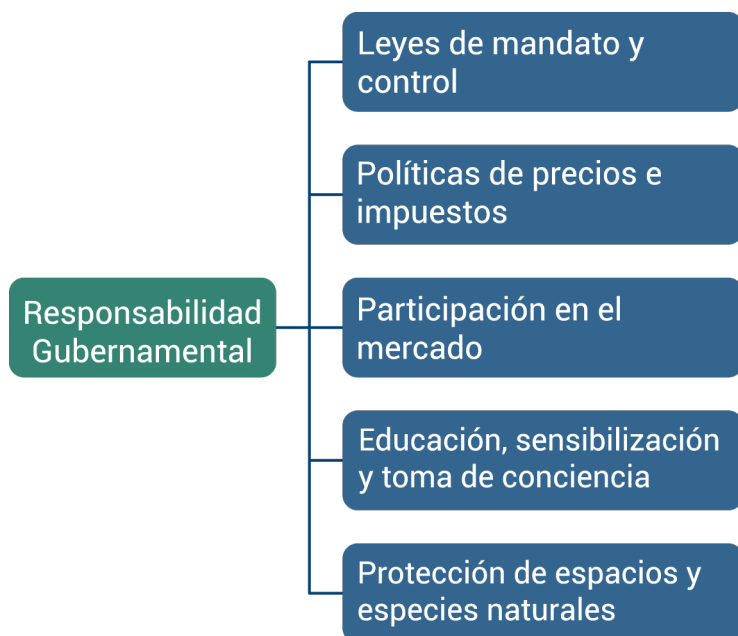 Leyes de mandato y
control
Políticas de precios e
impuestos
Responsabilidad
Gubernamental
Participación en el
mercado
Educación, sensibilización
y toma de conciencia
Protección de espacios y
especies naturales